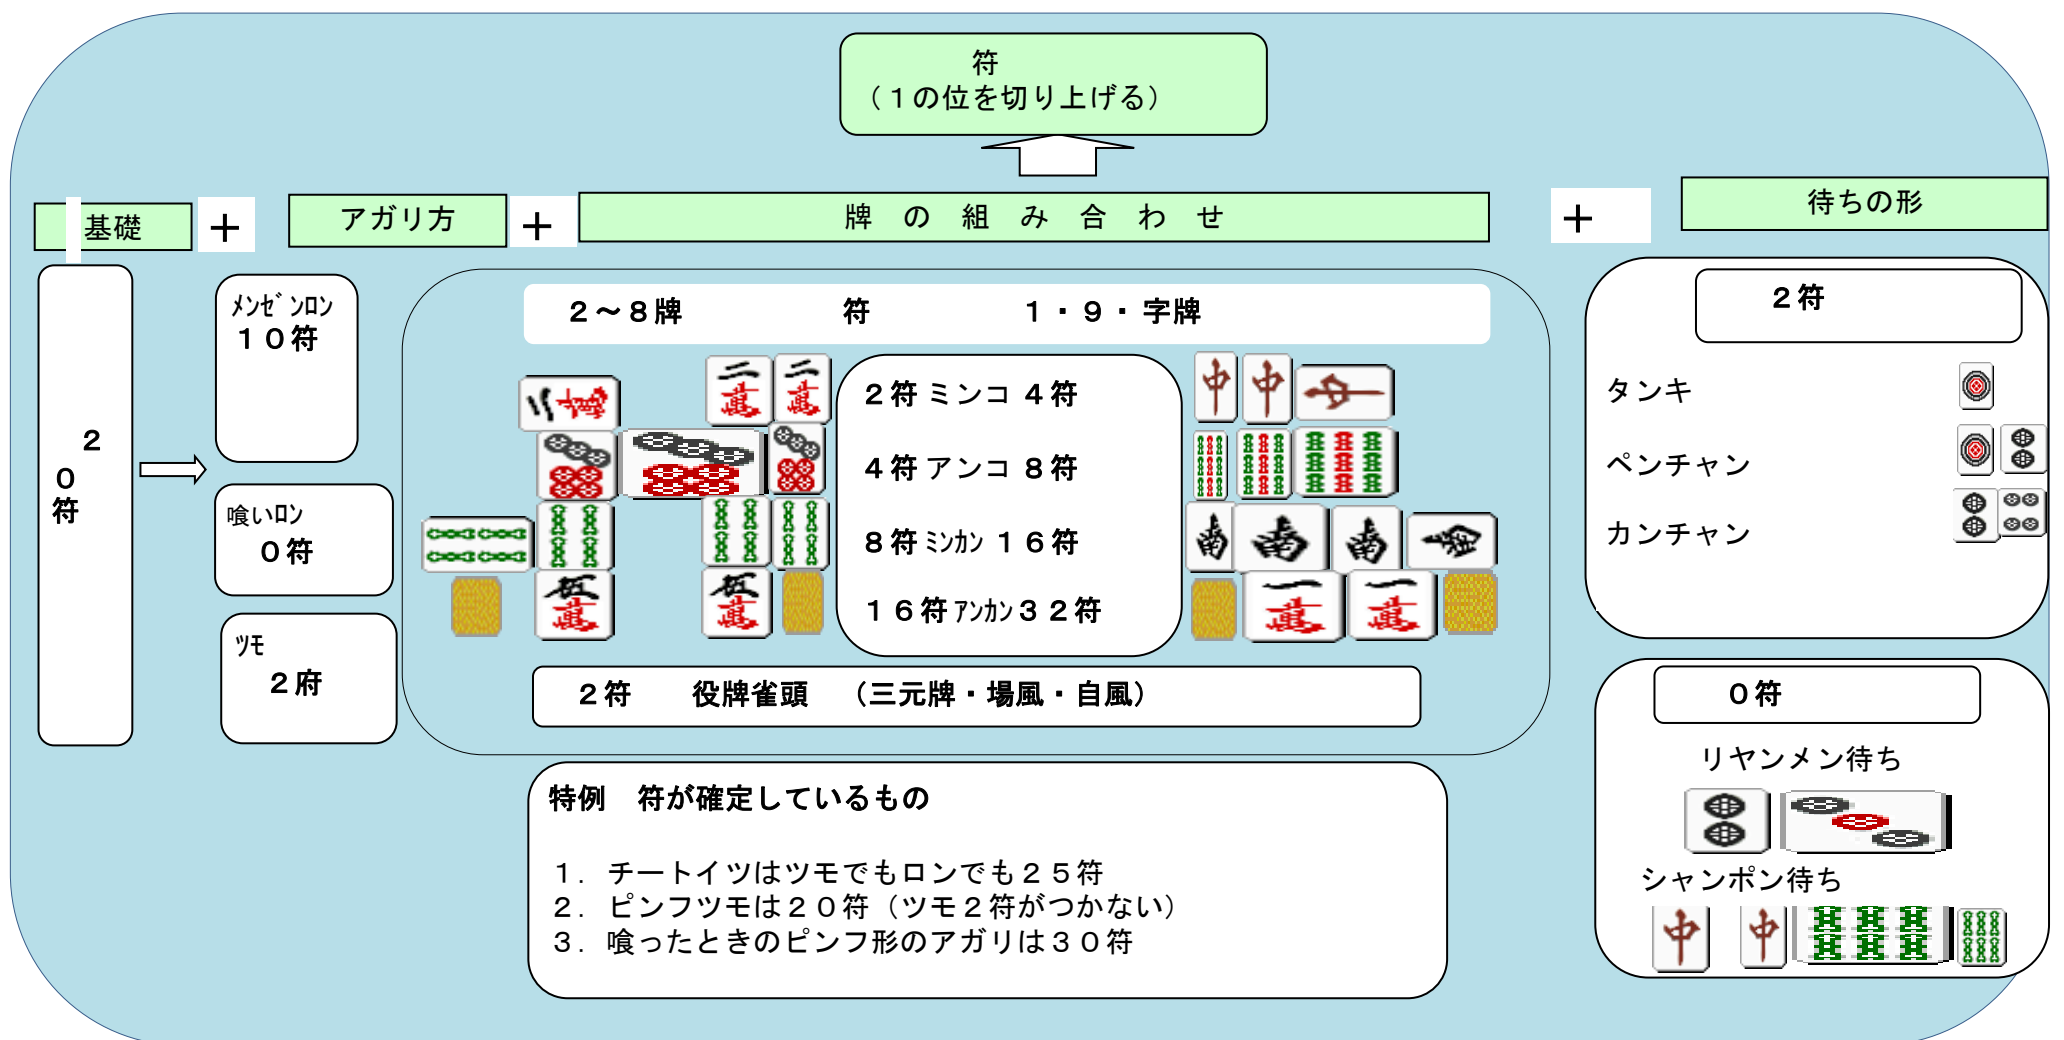 符
（１の位を切り上げる）
基礎
＋
アガリ方
＋
牌の組み合わせ
＋
待ちの形
２
０
符
ﾒﾝｾﾞﾝﾛﾝ
１０符
喰いﾛﾝ
０符
ﾂﾓ
２府
２～８牌　符　１・９・字牌
２符 ミンコ ４符
４符 アンコ ８符
８符 ﾐﾝｶﾝ １６符
１６符 ｱﾝｶﾝ ３２符
２符　役牌雀頭　（三元牌・場風・自風）
２符
タンキ
ペンチャン
カンチャン
０符
リヤンメン待ち
シャンポン待ち
特例　符が確定しているもの
１．チートイツはツモでもロンでも２５符
２．ピンフツモは２０符（ツモ２符がつかない）
３．喰ったときのピンフ形のアガリは３０符